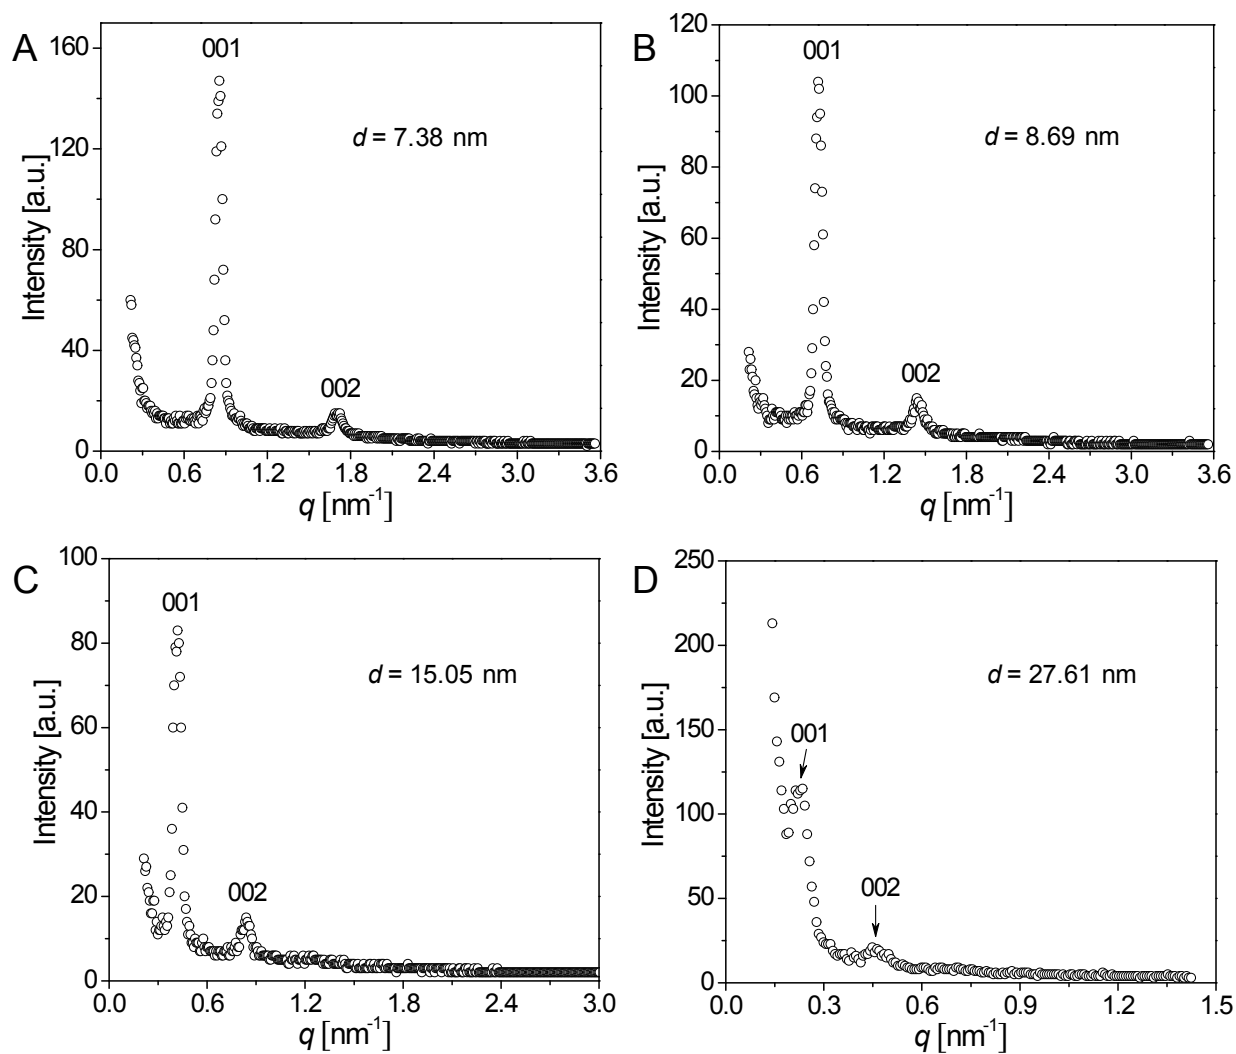 A
001
d = 7.38 nm
002
Intensity [a.u.]
160
120
80
40
0
0.0 0.6 1.2 1.8 2.4 3.0 3.6
q [nm-1]
B
001
d = 8.69 nm
002
Intensity [a.u.]
120
100
80
60
40
20
0
0.0 0.6 1.2 1.8 2.4 3.0 3.6
q [nm-1]
C
001
d = 15.05 nm
002
Intensity [a.u.]
100
80
60
40
20
0
0.0 0.6 1.2 1.8 2.4 3.0
q [nm-1]
D
001
d = 27.61 nm
002
Intensity [a.u.]
250
200
150
100
50
0
0.0 0.3 0.6 0.9 1.2 1.5
q [nm-1]